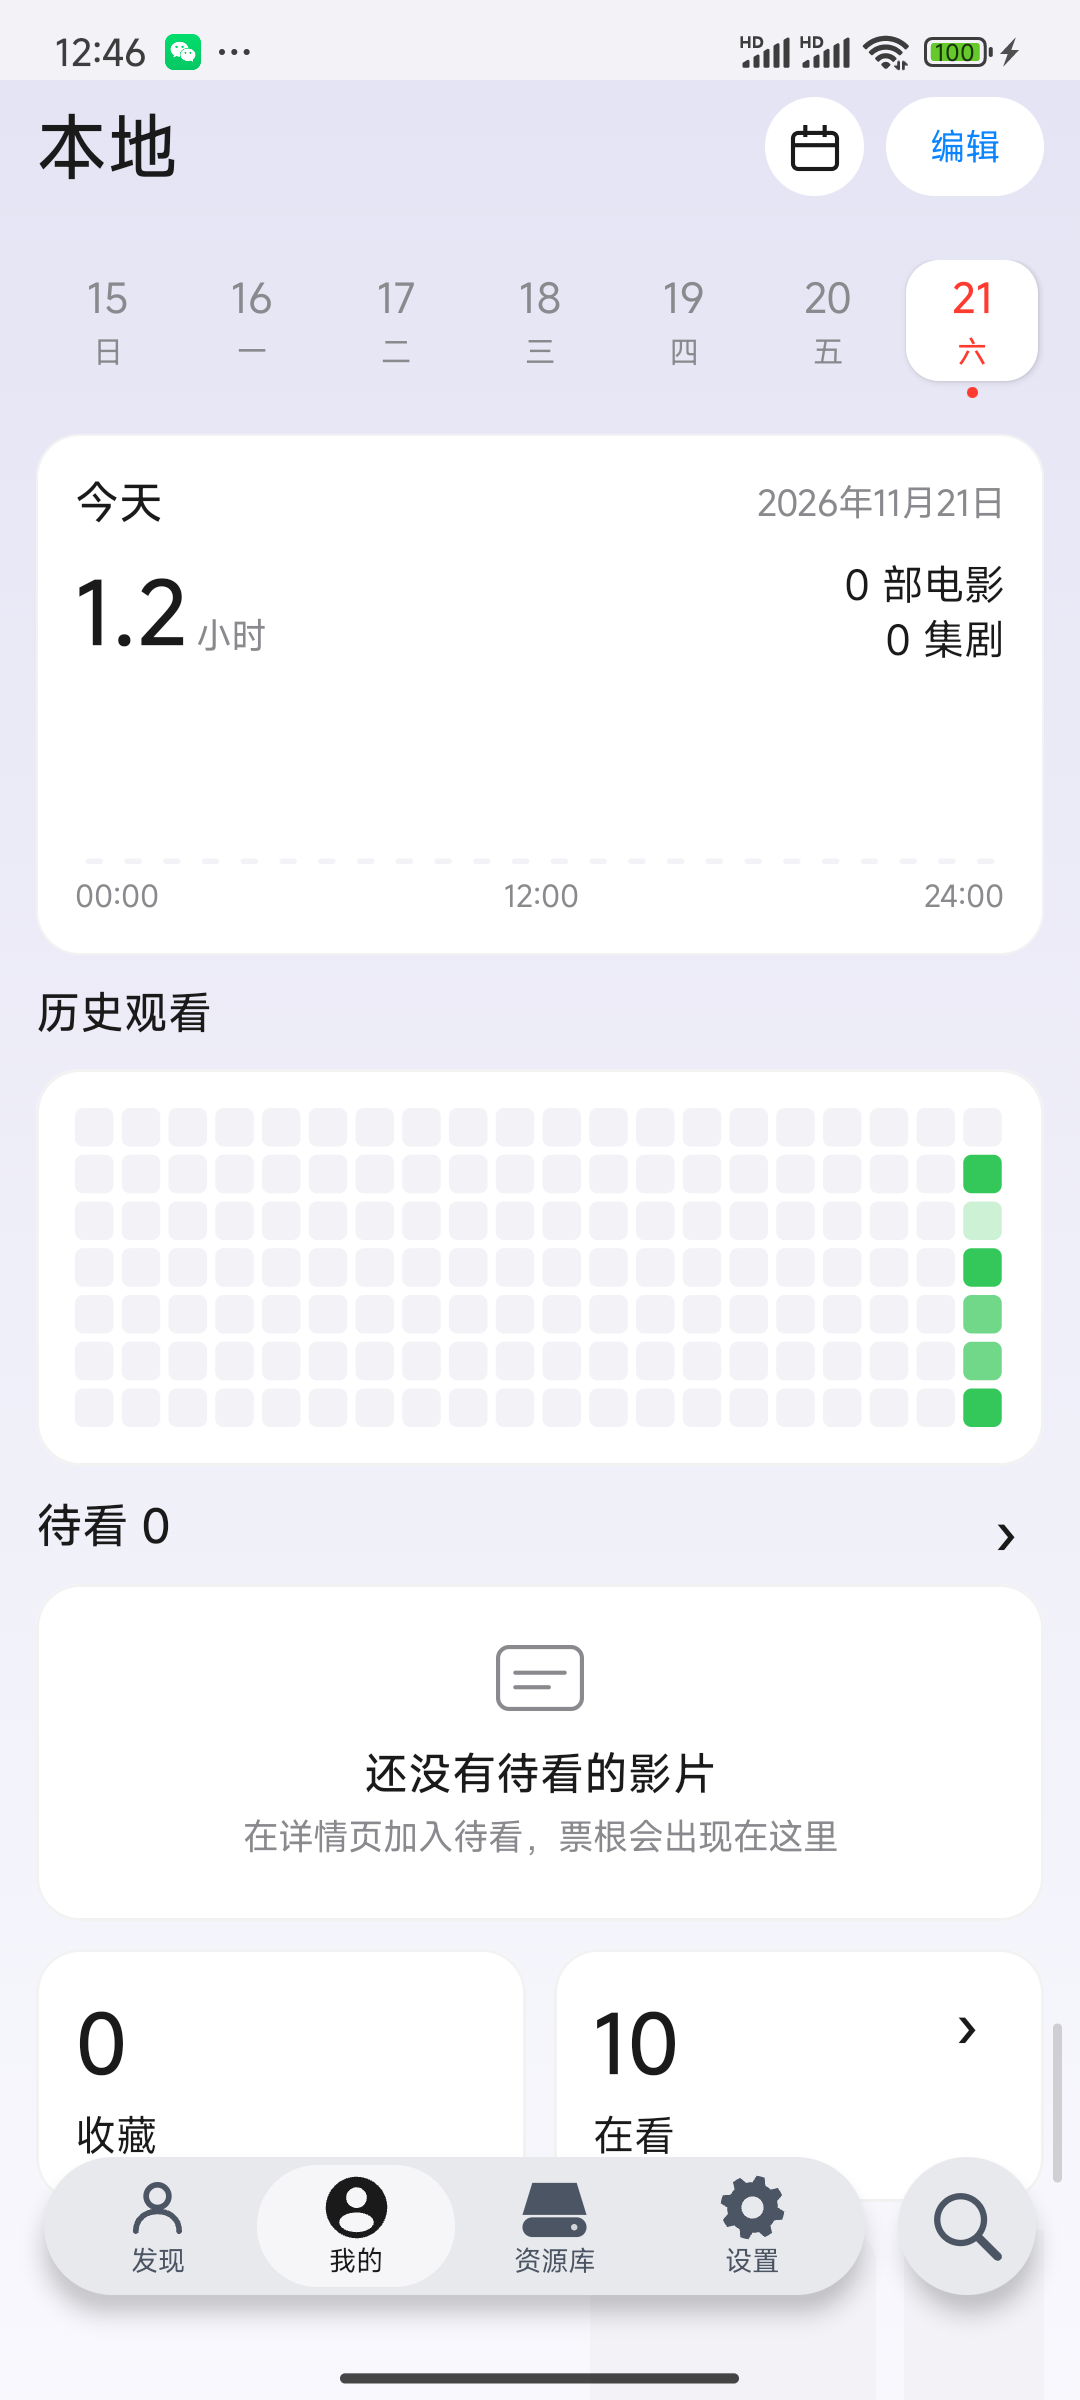 12:46 ··· HD HD 100
本地
编辑
15 16 17 18 19 20 21
日 一 二 三 四 五 六
今天 2026年11月21日
1.2 小时
0 部电影
0 集剧
00:00 12:00 24:00
历史观看
待看 0
还没有待看的影片
在详情页加入待看，票根会出现在这里
0 10
收藏 在看
发现 我的 资源库 设置